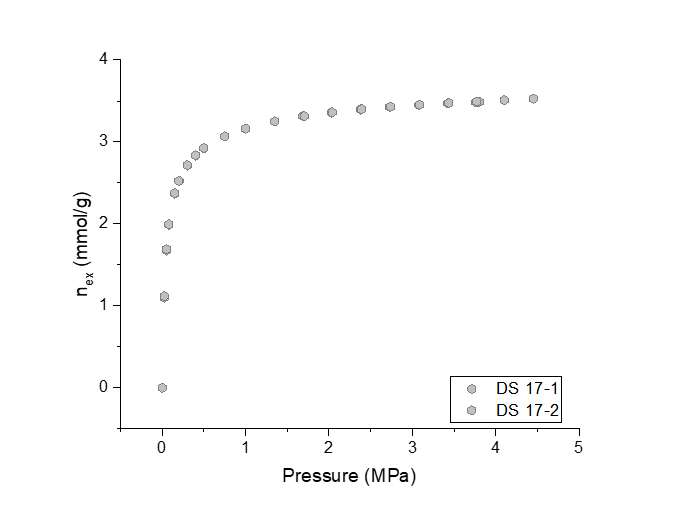 4
3
2
1
0
n_ex (mmol/g)
0 1 2 3 4 5
Pressure (MPa)
DS 17-1
DS 17-2